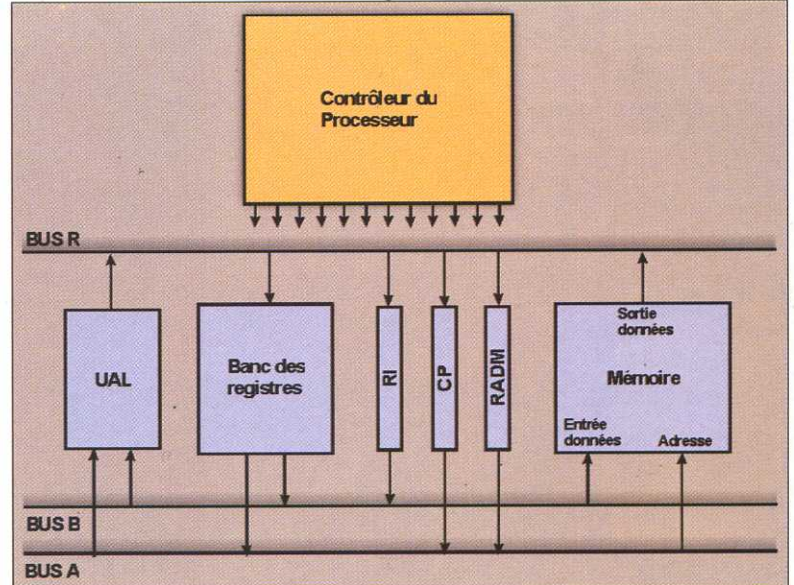 Contrôleur du
Processeur
BUS R
UAL
Banc des
registres
RI
CP
RADM
Sortie
données
Mémoire
Entrée
données
Adresse
BUS B
BUS A